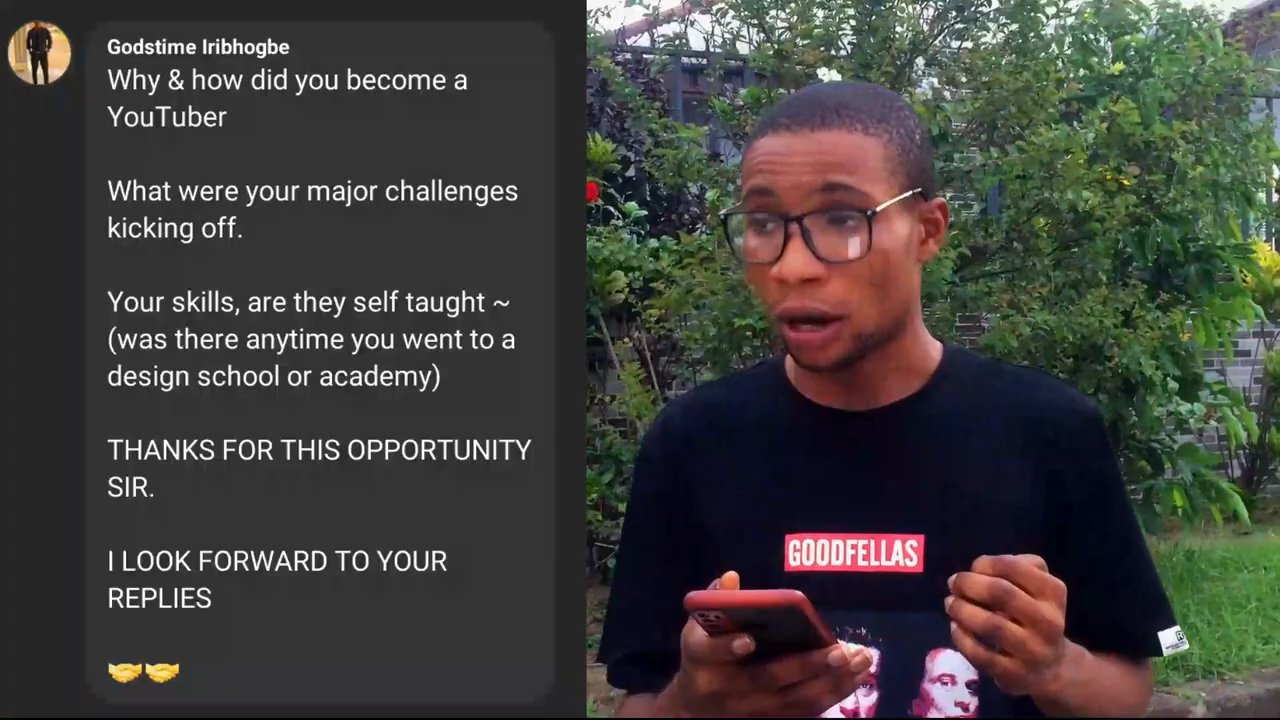 Godstime Iribhogbe
Why & how did you become a
YouTuber
What were your major challenges
kicking off.
Your skills, are they self taught ~
(was there anytime you went to a
design school or academy)
THANKS FOR THIS OPPORTUNITY
SIR.
I LOOK FORWARD TO YOUR
REPLIES
GOODFELLAS